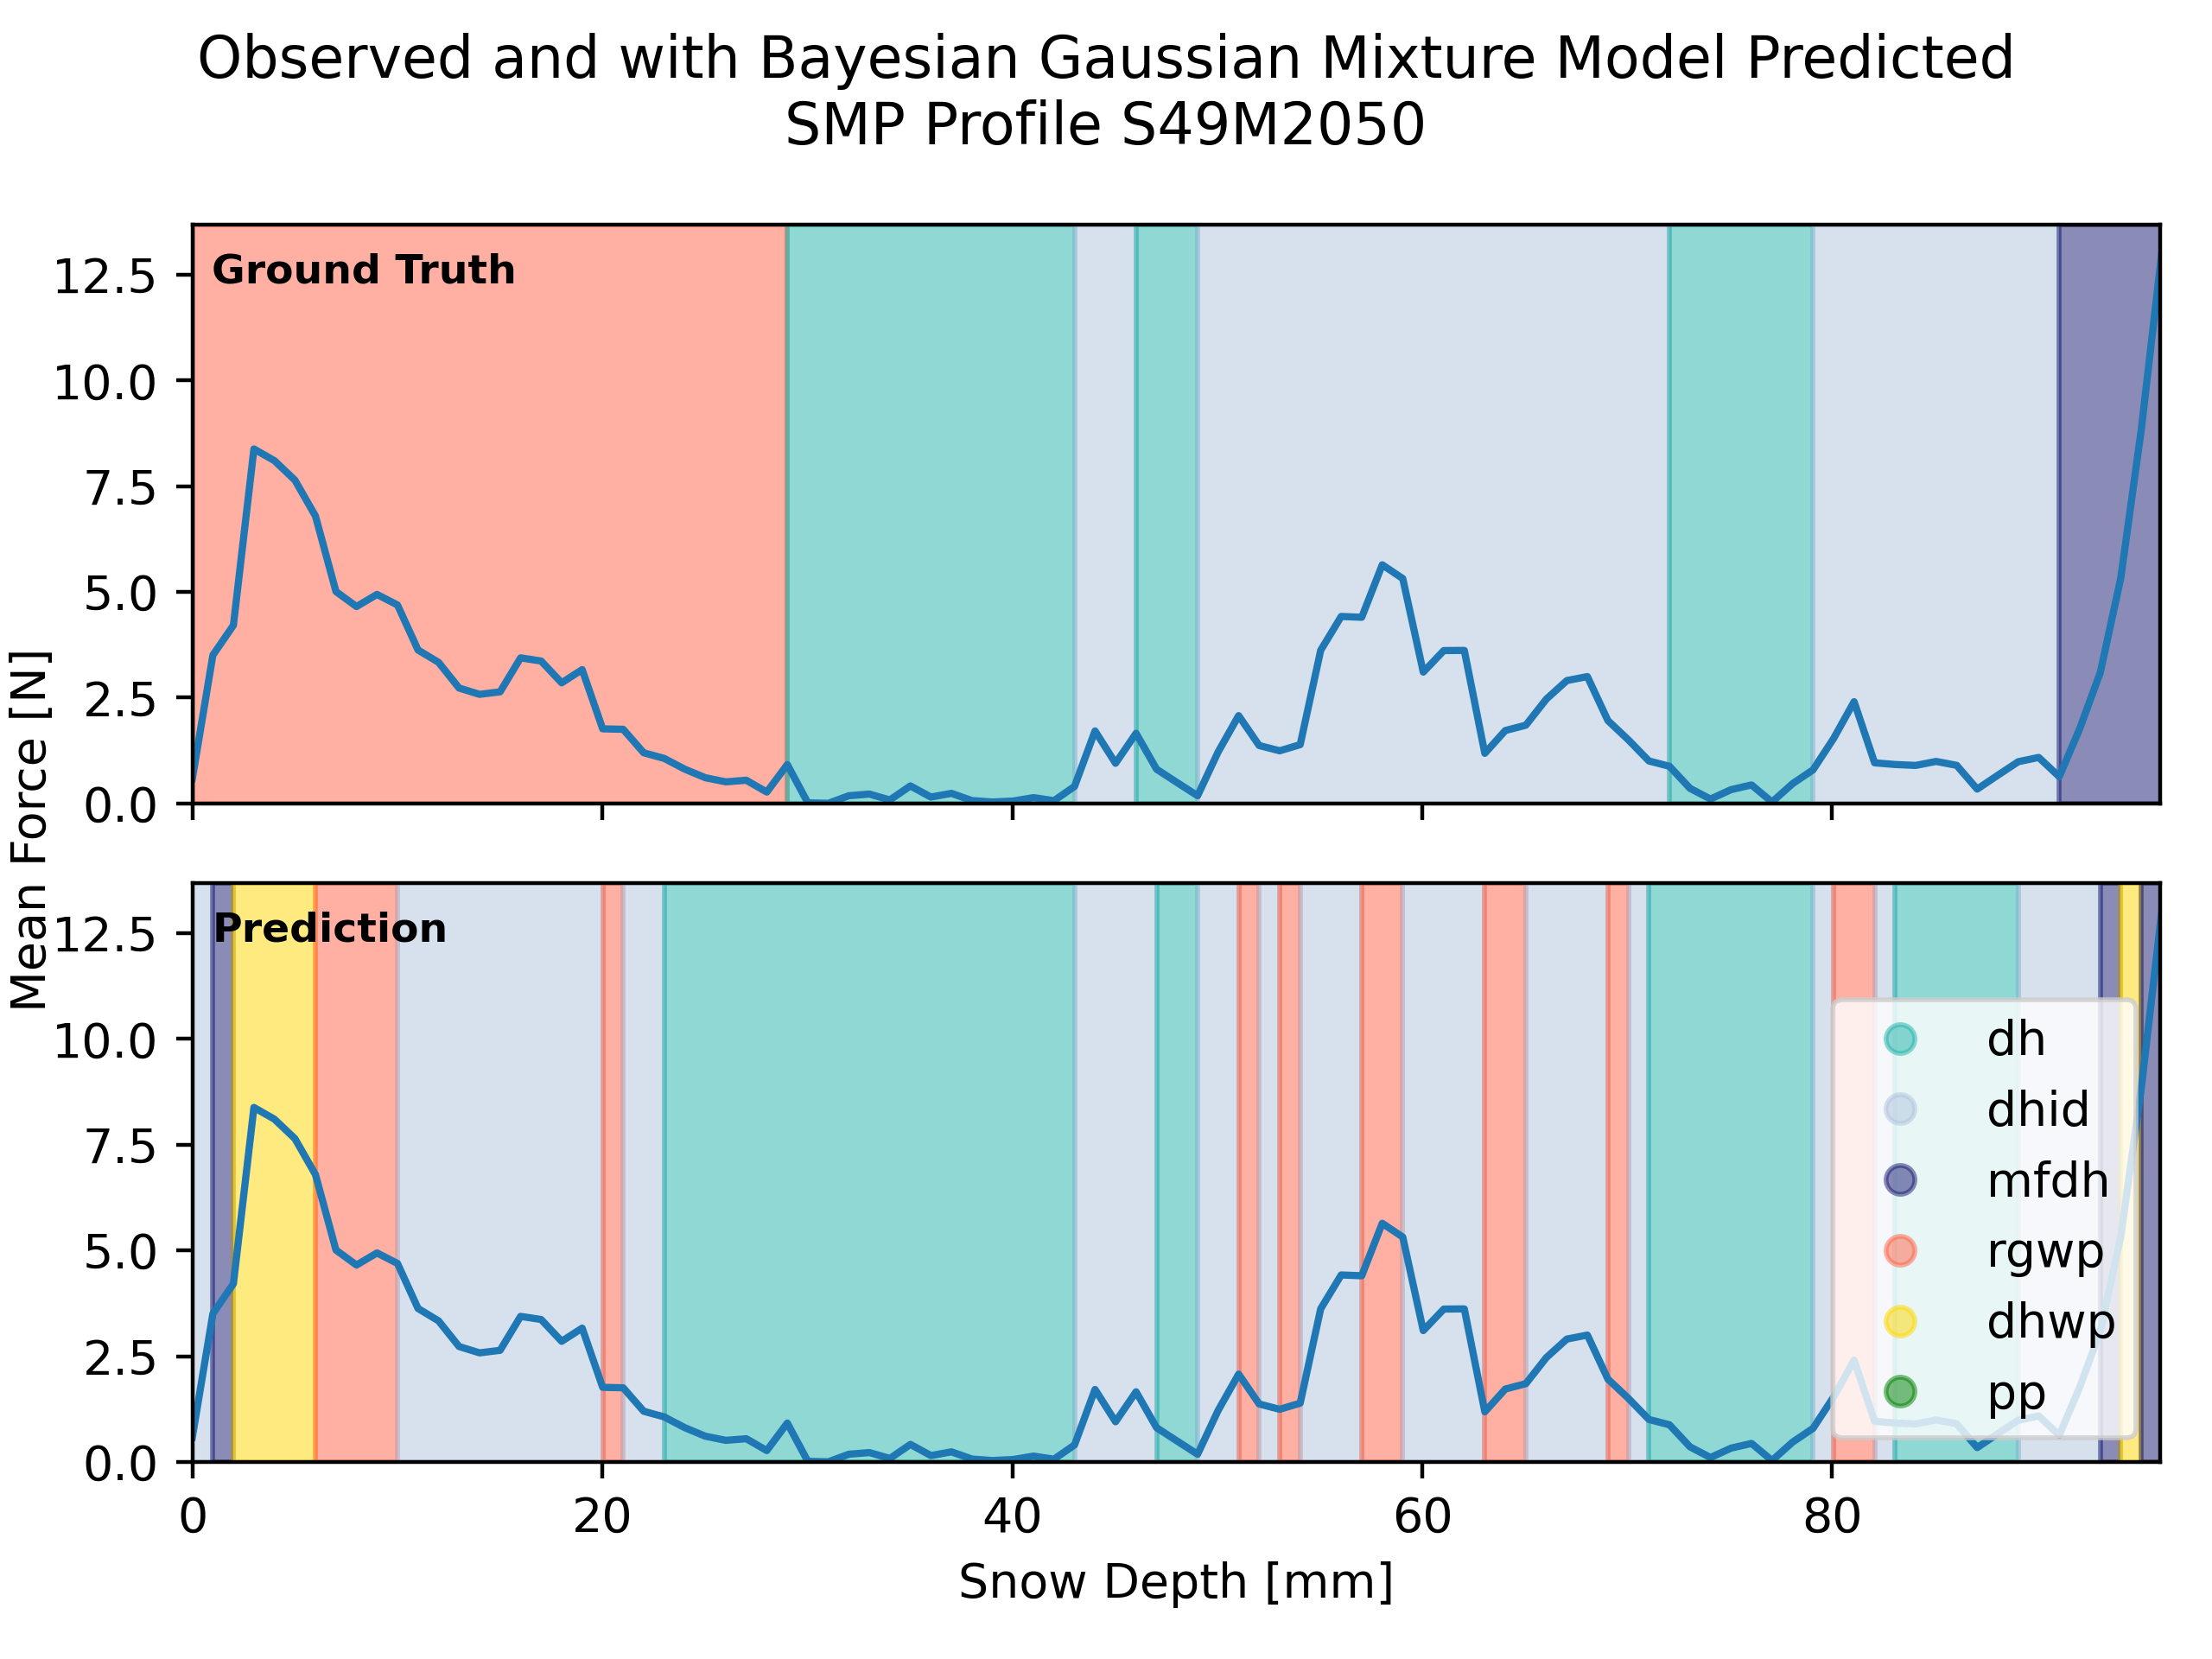 Observed and with Bayesian Gaussian Mixture Model Predicted
SMP Profile S49M2050
Mean Force [N]
Ground Truth
12.5
10.0
7.5
5.0
2.5
0.0
Prediction
12.5
10.0
7.5
5.0
2.5
0.0
dh
dhid
mfdh
rgwp
dhwp
pp
0 20 40 60 80
Snow Depth [mm]